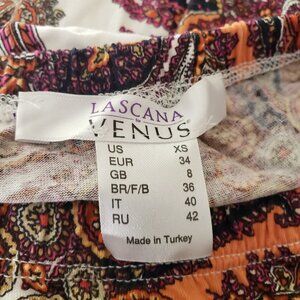 LASCANA
VENUS
US XS
EUR 34
GB 8
BR/F/B 36
IT 40
RU 42
Made in Turkey